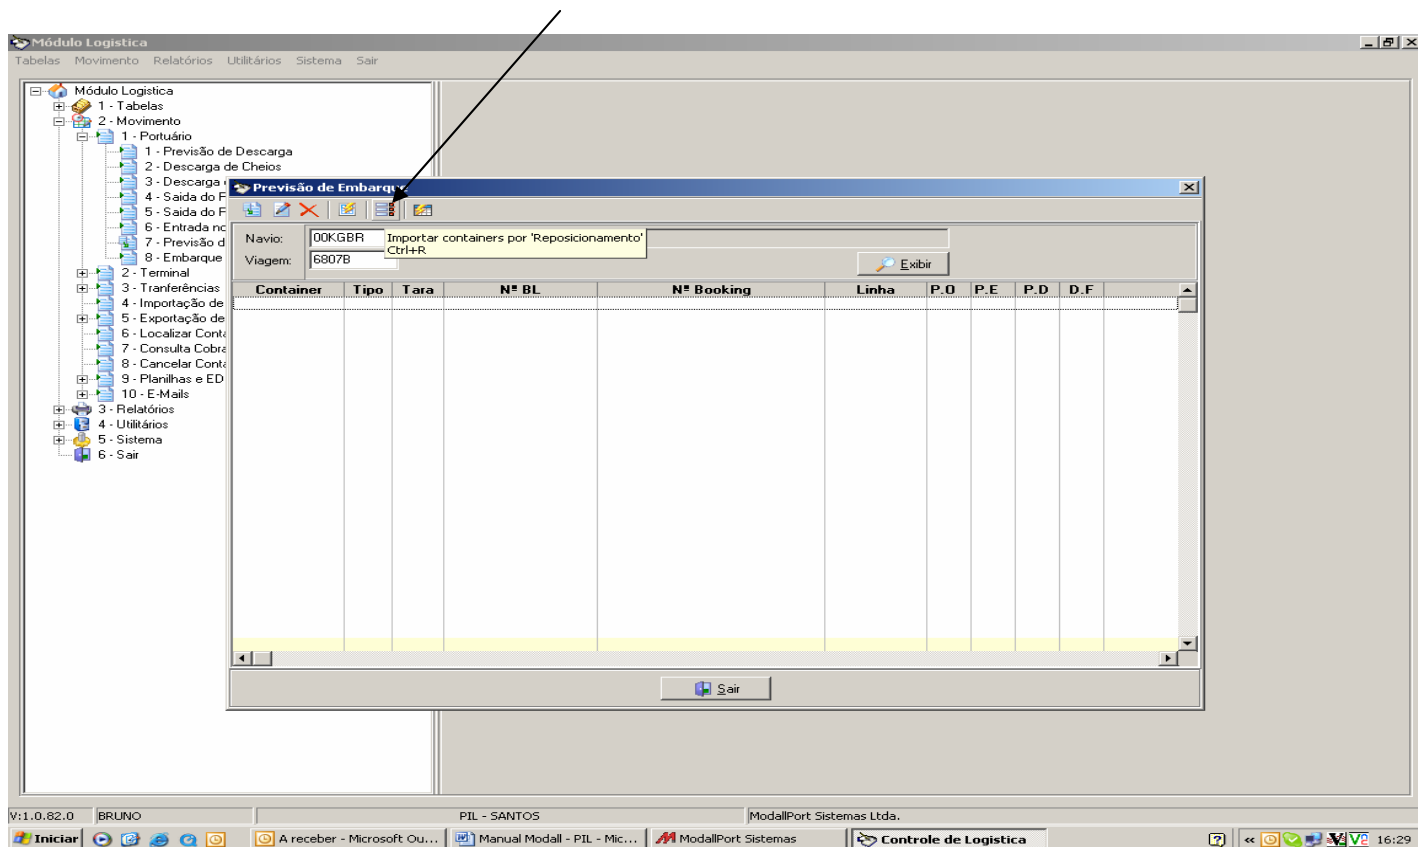 Módulo Logistica
Tabelas Movimento Relatórios Utilitários Sistema Sair
Módulo Logistica
1 - Tabelas
2 - Movimento
1 - Portuário
1 - Previsão de Descarga
2 - Descarga de Cheios
3 - Descarga
4 - Saida do F
5 - Saida do F
6 - Entrada no
7 - Previsão d
8 - Embarque
2 - Terminal
3 - Tranferências
4 - Importação de
5 - Exportação de
6 - Localizar Conta
7 - Consulta Cobra
8 - Cancelar Conta
9 - Planilhas e ED
10 - E-Mails
3 - Relatórios
4 - Utilitários
5 - Sistema
6 - Sair
Previsão de Embarque
Navio: 00KGBR
Importar containers por 'Reposicionamento'
Ctrl+R
Viagem: 6807B
Exibir
Container Tipo Tara Nº BL Nº Booking Linha P.O P.E P.D D.F
Sair
V:1.0.82.0 BRUNO PIL - SANTOS ModallPort Sistemas Ltda.
Iniciar A receber - Microsoft Ou... Manual Modall - PIL - Mic... ModallPort Sistemas Controle de Logistica 16:29